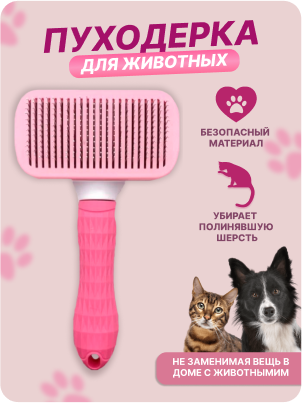 ПУХОДЕРКА
ДЛЯ ЖИВОТНЫХ
БЕЗОПАСНЫЙ
МАТЕРИАЛ
УБИРАЕТ
ПОЛИНЯВШУЮ
ШЕРСТЬ
НЕ ЗАМЕНИМАЯ ВЕЩЬ В
ДОМЕ С ЖИВОТНЫМИМ